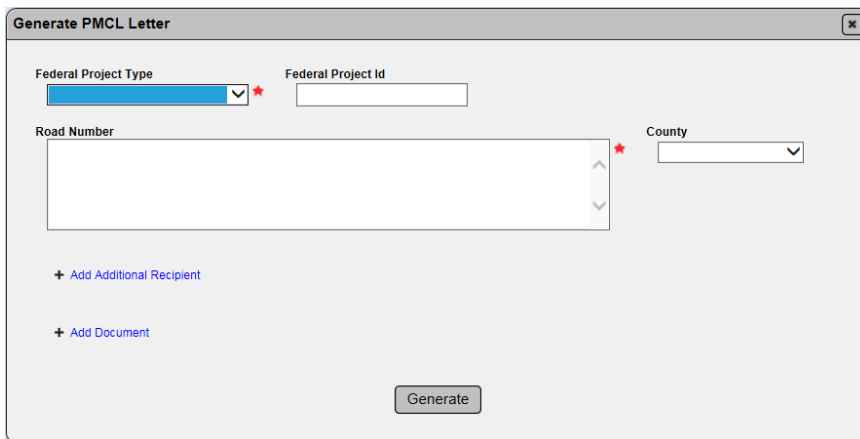 Generate PMCL Letter
Federal Project Type Federal Project Id
Road Number County
+ Add Additional Recipient
+ Add Document
Generate